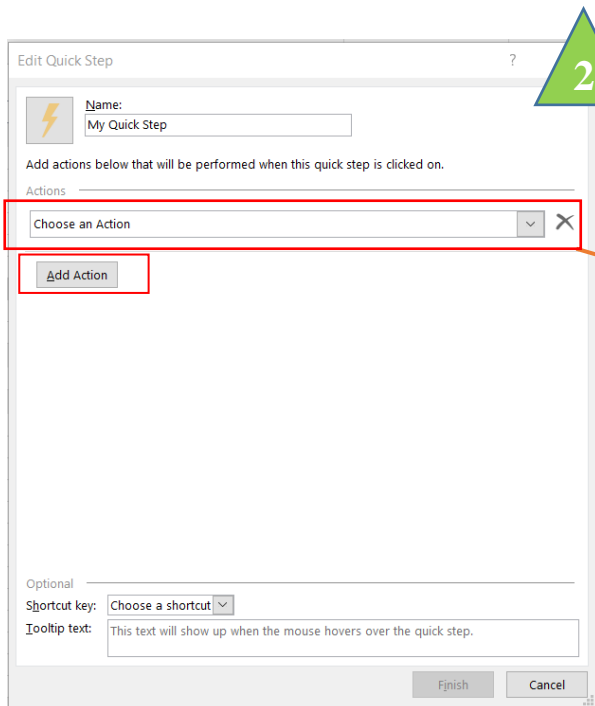 Edit Quick Step ?
2
Name:
My Quick Step
Add actions below that will be performed when this quick step is clicked on.
Actions
Choose an Action
Add Action
Optional
Shortcut key: Choose a shortcut
Tooltip text: This text will show up when the mouse hovers over the quick step.
Finish Cancel